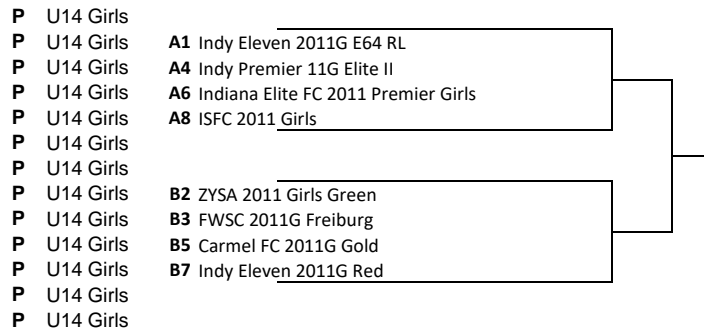 P U14 Girls
P U14 Girls A1 Indy Eleven 2011G E64 RL
P U14 Girls A4 Indy Premier 11G Elite II
P U14 Girls A6 Indiana Elite FC 2011 Premier Girls
P U14 Girls A8 ISFC 2011 Girls
P U14 Girls
P U14 Girls
P U14 Girls B2 ZYSA 2011 Girls Green
P U14 Girls B3 FWSC 2011G Freiburg
P U14 Girls B5 Carmel FC 2011G Gold
P U14 Girls B7 Indy Eleven 2011G Red
P U14 Girls
P U14 Girls